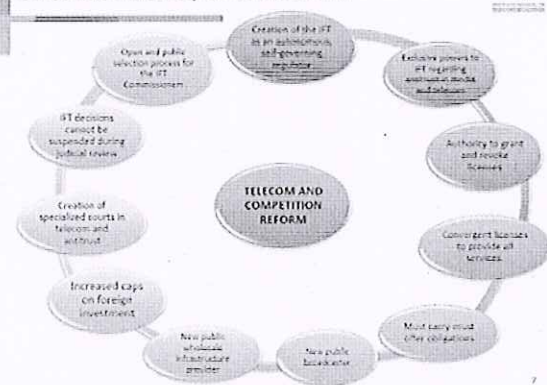 Creation of the IFT
as an autonomous,
self-governing
regulator
Exclusive powers to
IFT regarding
antitrust in media
and telecom
Authority to grant
and revoke
licenses
Convergent licenses
to provide all
services
Must carry must
offer obligations
New public
broadcaster
New public
wholesale
infrastructure
provider
Increased caps
on foreign
investment
Creation of
specialized courts in
telecom and
antitrust
IFT decisions
cannot be
suspended during
judicial review
Open and public
selection process for
the IFT
Commissioners
TELECOM AND
COMPETITION
REFORM
7